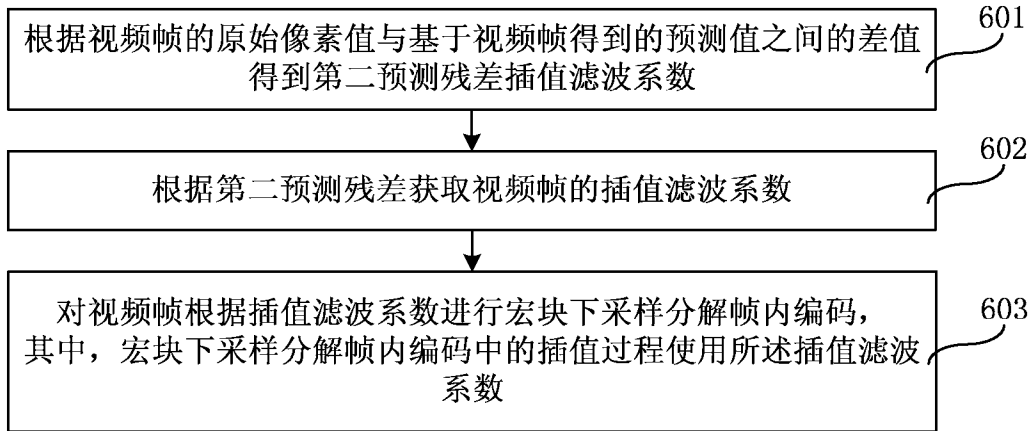 根据视频帧的原始像素值与基于视频帧得到的预测值之间的差值
得到第二预测残差插值滤波系数
601
根据第二预测残差获取视频帧的插值滤波系数
602
对视频帧根据插值滤波系数进行宏块下采样分解帧内编码，
其中，宏块下采样分解帧内编码中的插值过程使用所述插值滤波
系数
603